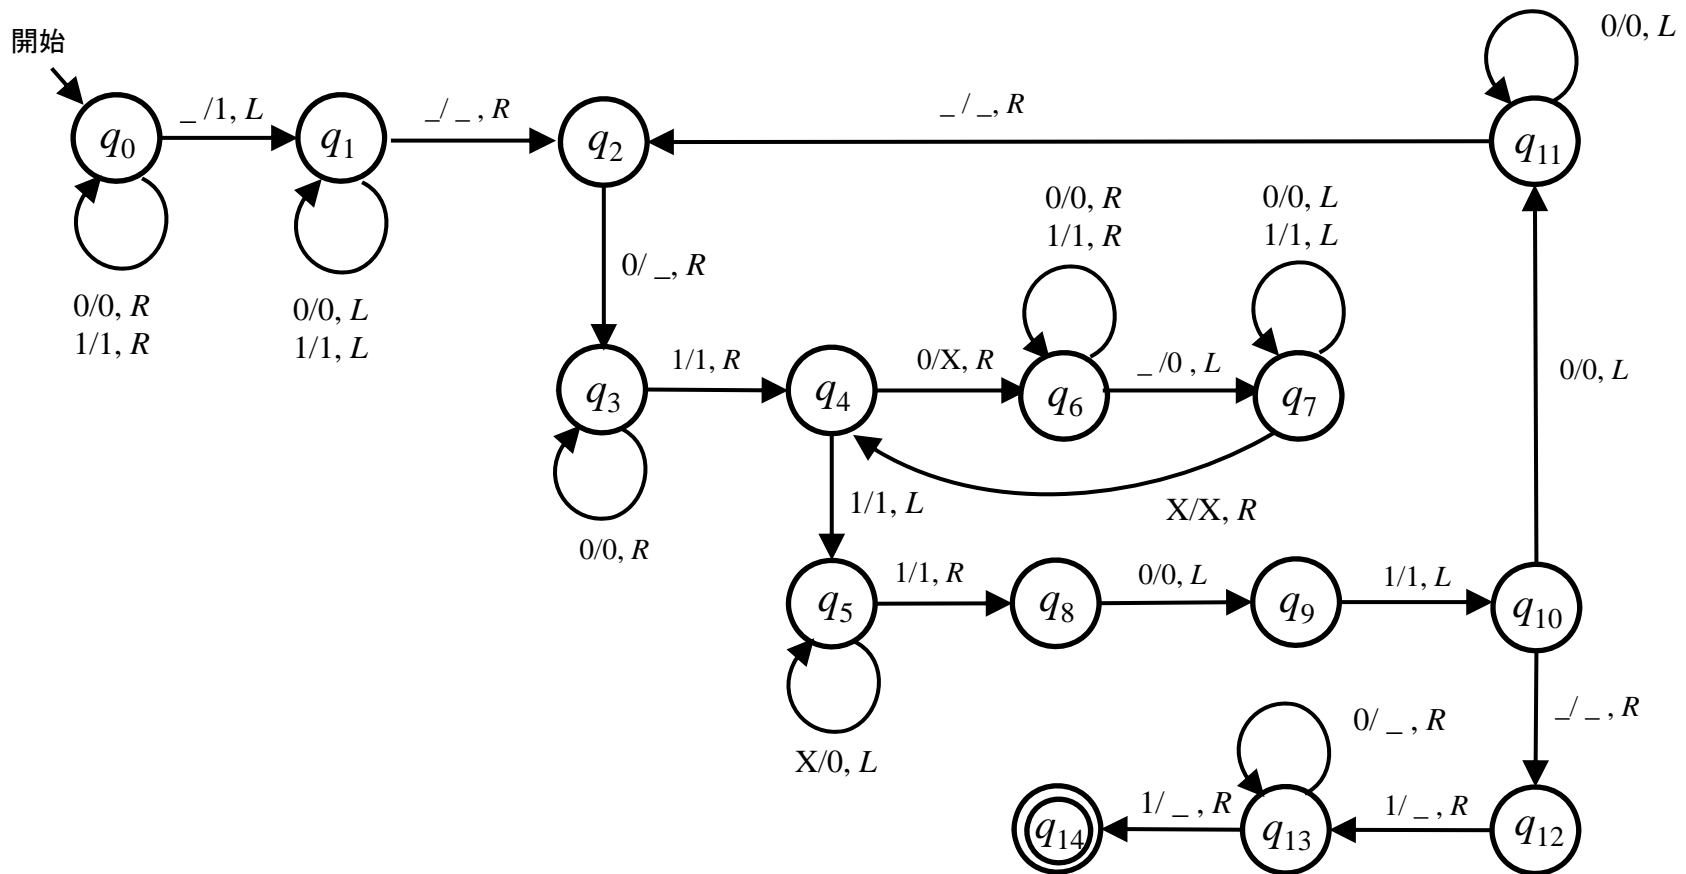 0/0, L
開始
_ /1, L
_/ _ , R
_ / _, R
q0
q1
q2
q11
0/0, R
1/1, R
0/0, L
1/1, L
0/ _, R
0/0, R
1/1, R
0/0, L
1/1, L
1/1, R
0/X, R
_ /0 , L
0/0, L
q3
q4
q6
q7
1/1, L
X/X, R
0/0, R
1/1, R
0/0, L
1/1, L
q5
q8
q9
q10
X/0, L
0/ _ , R
_/ _ , R
1/ _ , R
1/ _ , R
q14
q13
q12